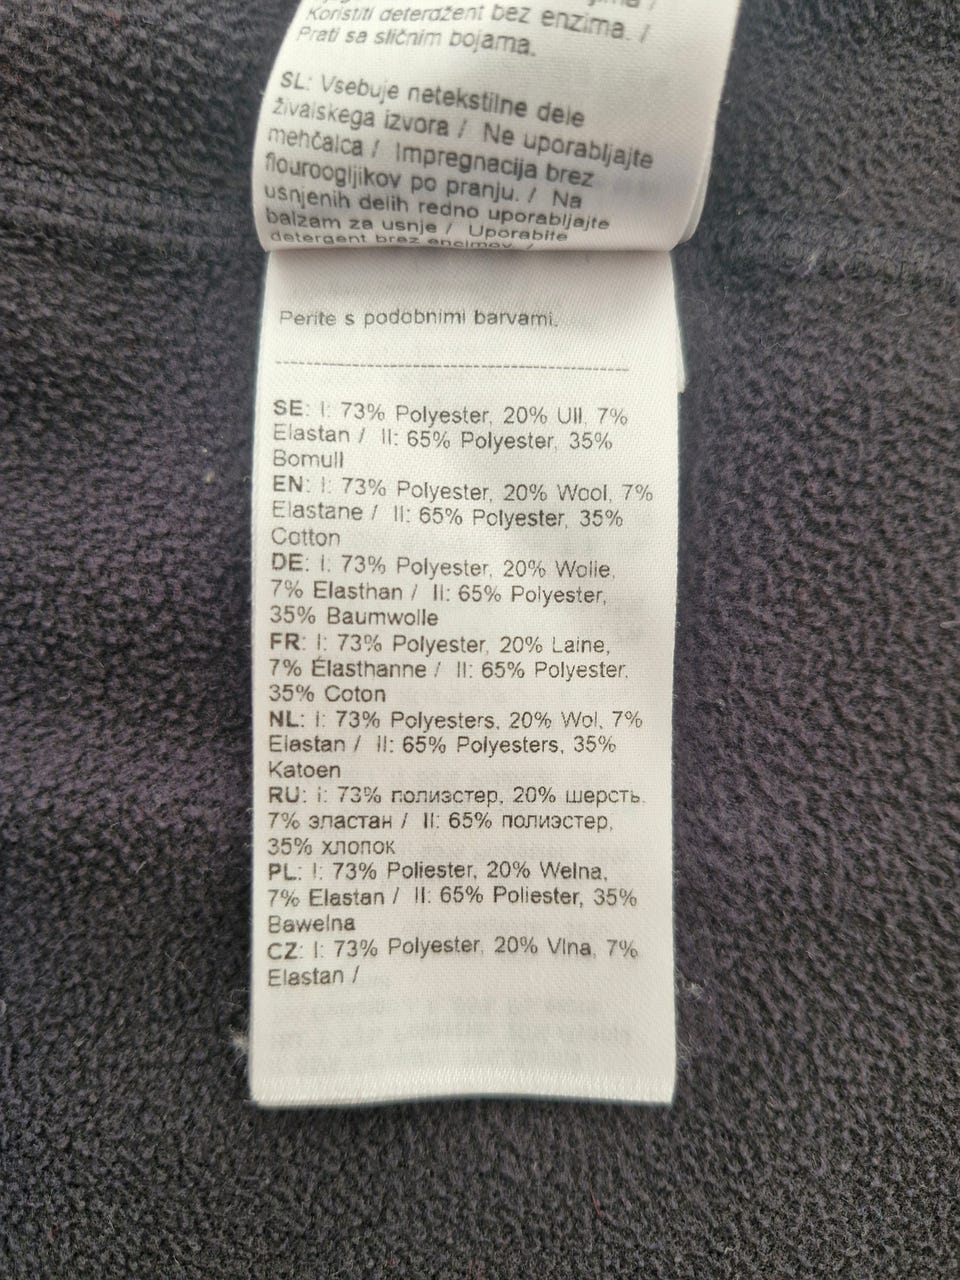 Koristiti deterdžent bez enzima. /
Prati sa sličnim bojama.
SL: Vsebuje netekstilne dele
živalskega izvora / Ne uporabljajte
mehčalca / Impregnacija brez
flouroogljikov po pranju. / Na
usnjenih delih redno uporabljajte
balzam za usnje / Uporabite
detergent brez encimov. /
Perite s podobnimi barvami.
SE: I: 73% Polyester, 20% Ull, 7%
Elastan / II: 65% Polyester, 35%
Bomull
EN: I: 73% Polyester, 20% Wool, 7%
Elastane / II: 65% Polyester, 35%
Cotton
DE: I: 73% Polyester, 20% Wolle,
7% Elasthan / II: 65% Polyester,
35% Baumwolle
FR: I: 73% Polyester, 20% Laine,
7% Élasthanne / II: 65% Polyester,
35% Coton
NL: I: 73% Polyesters, 20% Wol, 7%
Elastan / II: 65% Polyesters, 35%
Katoen
RU: I: 73% полиэстер, 20% шерсть,
7% эластан / II: 65% полиэстер,
35% хлопок
PL: I: 73% Poliester, 20% Welna,
7% Elastan / II: 65% Poliester, 35%
Bawelna
CZ: I: 73% Polyester, 20% Vlna, 7%
Elastan /